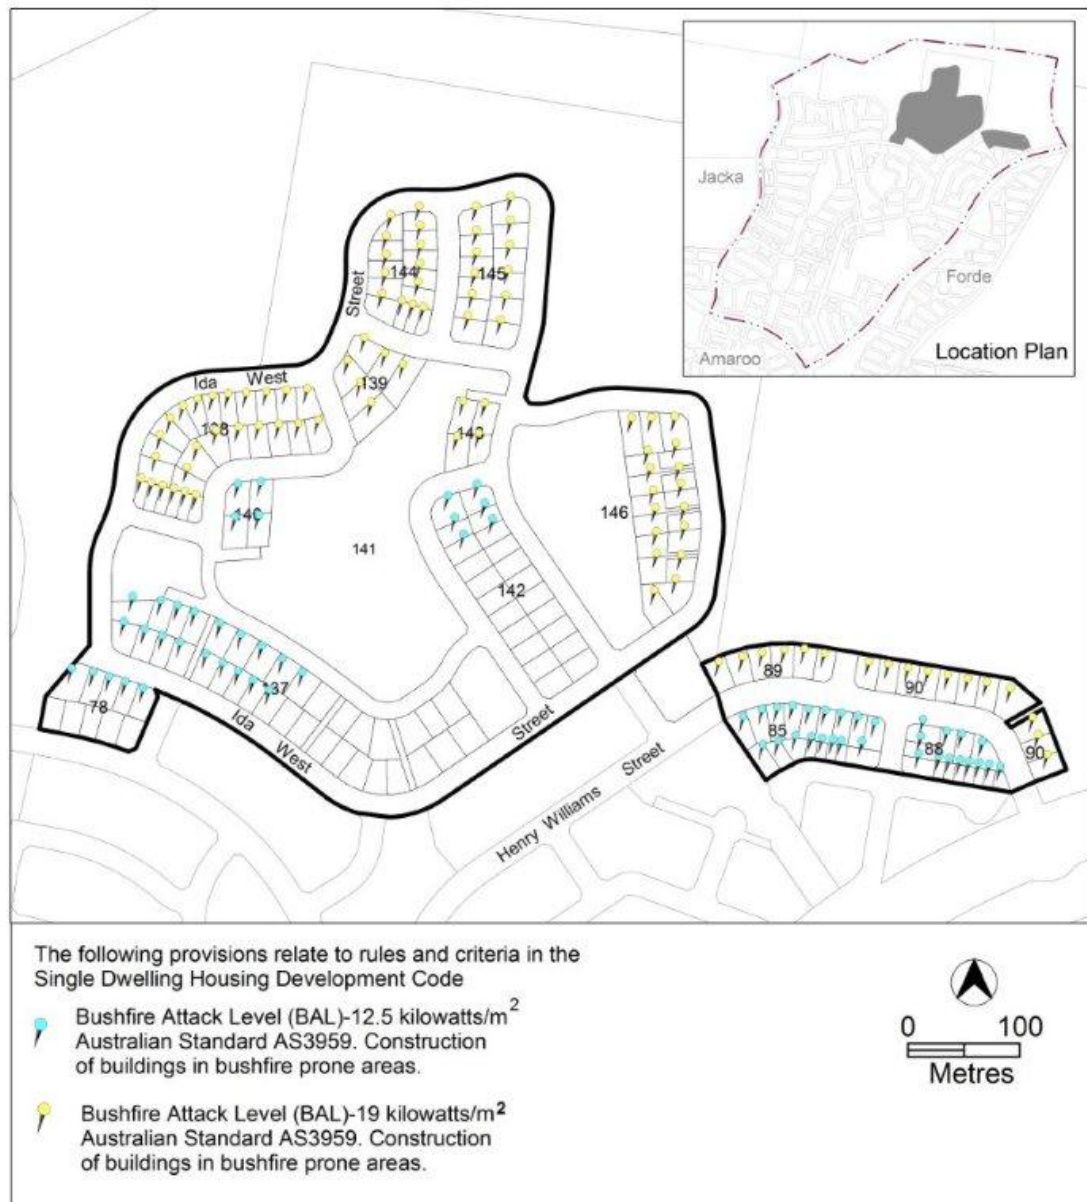 Jacka
Forde
Amaroo
Location Plan
144
145
Street
139
Ida West
138
143
140
146
141
142
137
78
Ida West
Street
89
90
85
88
90
Henry Williams Street
The following provisions relate to rules and criteria in the
Single Dwelling Housing Development Code
Bushfire Attack Level (BAL)-12.5 kilowatts/m²
Australian Standard AS3959. Construction
of buildings in bushfire prone areas.
Bushfire Attack Level (BAL)-19 kilowatts/m²
Australian Standard AS3959. Construction
of buildings in bushfire prone areas.
0 100
Metres